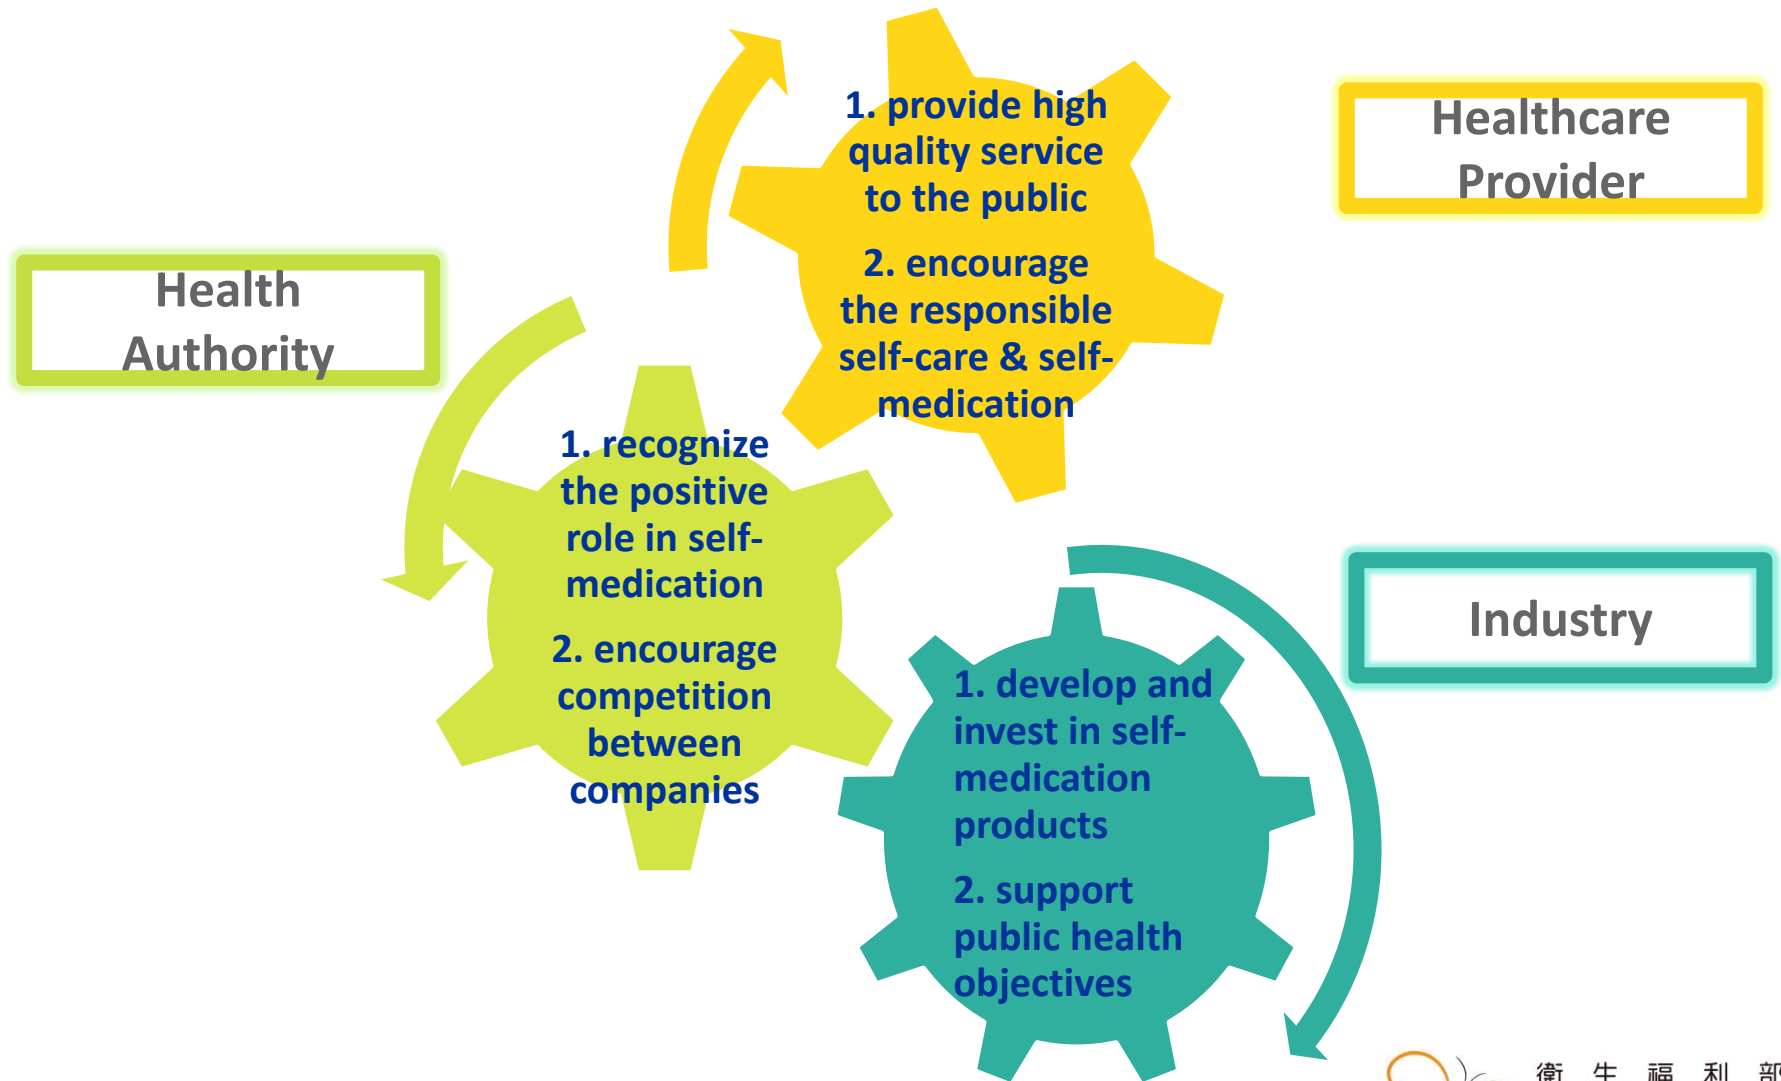 1. provide high
quality service
to the public
2. encourage
the responsible
self-care & self-
medication
Healthcare
Provider
Health
Authority
1. recognize
the positive
role in self-
medication
2. encourage
competition
between
companies
Industry
1. develop and
invest in self-
medication
products
2. support
public health
objectives
衛生福利部